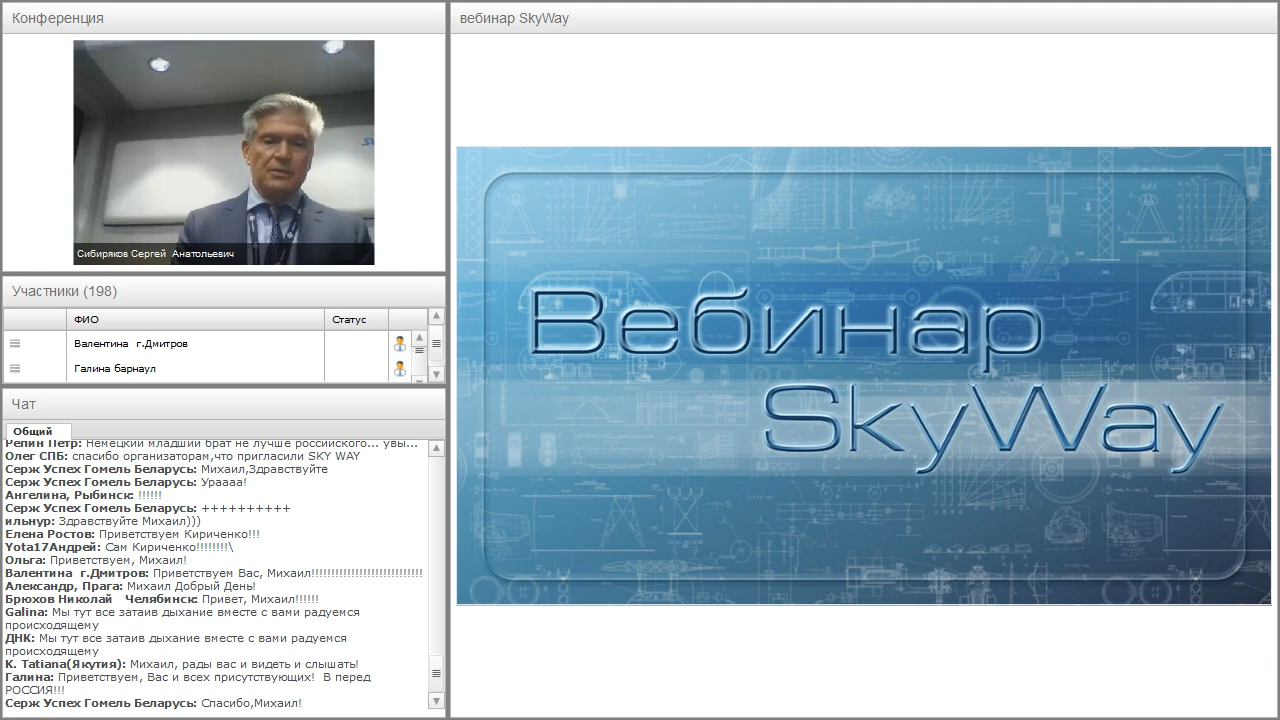 Конференция
Сибиряков Сергей Анатольевич
Участники (198)
ФИО Статус
Валентина г.Дмитров
Галина барнаул
Чат
Общий
Репин Петр: Немецкий младший брат не лучше российского... увы...
Олег СПБ: спасибо организаторам,что пригласили SKY WAY
Серж Успех Гомель Беларусь: Михаил,Здравствуйте
Серж Успех Гомель Беларусь: Ураааа!
Ангелина, Рыбинск: !!!!!!
Серж Успех Гомель Беларусь: ++++++++++
ильнур: Здравствуйте Михаил)))
Елена Ростов: Приветствуем Кириченко!!!
Yota17Андрей: Сам Кириченко!!!!!!!!\
Ольга: Приветствуем, Михаил!
Валентина г.Дмитров: Приветствуем Вас, Михаил!!!!!!!!!!!!!!!!!!!!!!!!!!!!
Александр, Прага: Михаил Добрый День!
Брюхов Николай Челябинск: Привет, Михаил!!!!!!
Galina: Мы тут все затаив дыхание вместе с вами радуемся
происходящему
ДНК: Мы тут все затаив дыхание вместе с вами радуемся
происходящему
K. Tatiana(Якутия): Михаил, рады вас и видеть и слышать!
Галина: Приветствуем, Вас и всех присутствующих! В перед
РОССИЯ!!!
Серж Успех Гомель Беларусь: Спасибо,Михаил!
вебинар SkyWay
Вебинар
SkyWay